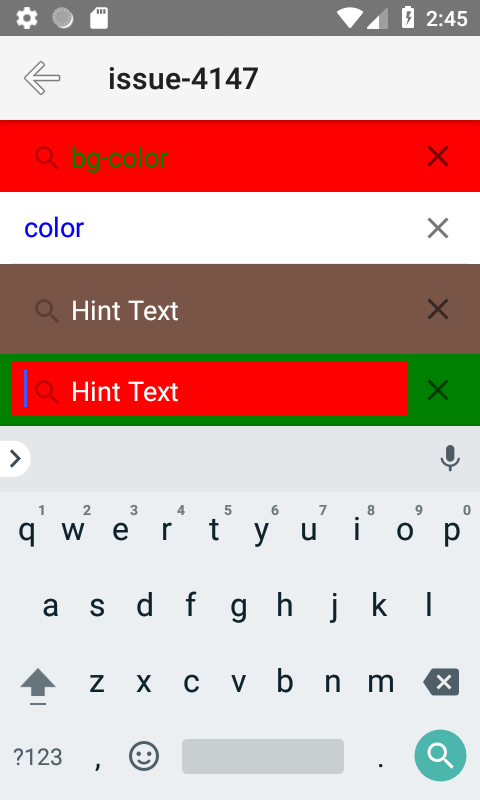 2:45
issue-4147
bg-color
color
Hint Text
Hint Text
1 2 3 4 5 6 7 8 9 0
q w e r t y u i o p
a s d f g h j k l
z x c v b n m
?123 , .